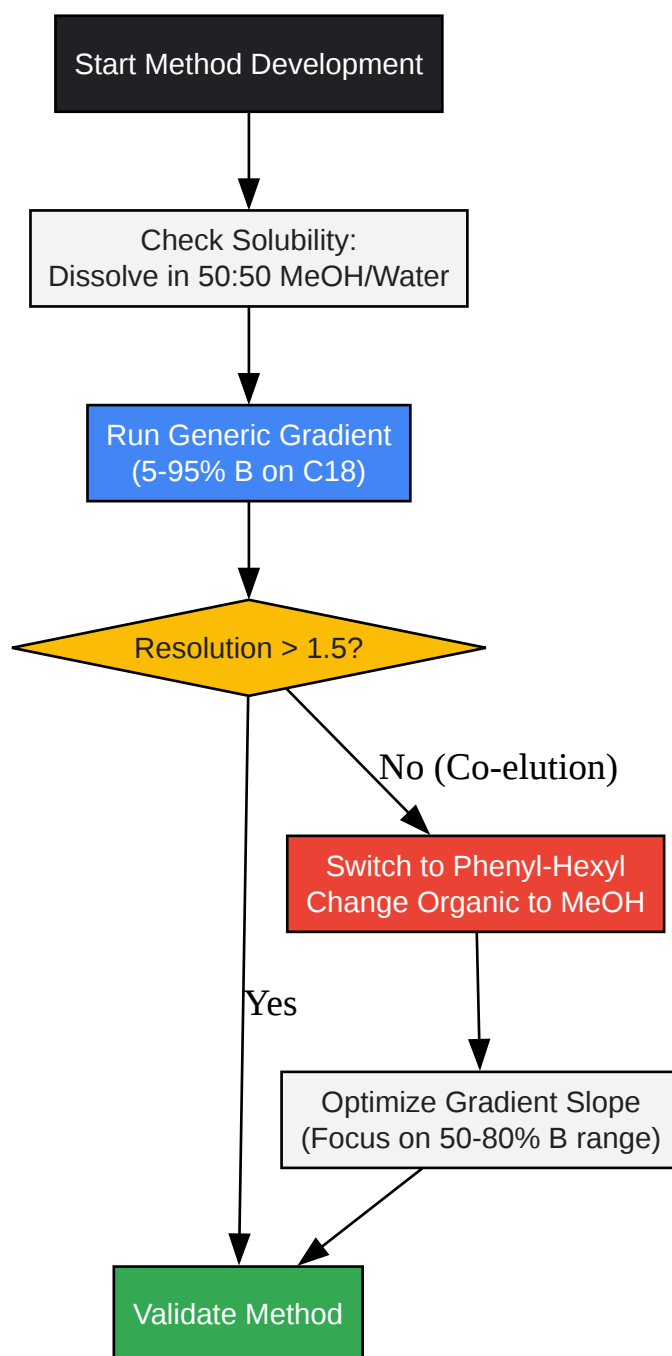 Start Method Development
Check Solubility:
Dissolve in 50:50 MeOH/Water
Run Generic Gradient
(5-95% B on C18)
Resolution > 1.5?
No (Co-elution)
Switch to Phenyl-Hexyl
Change Organic to MeOH
Yes
Optimize Gradient Slope
(Focus on 50-80% B range)
Validate Method